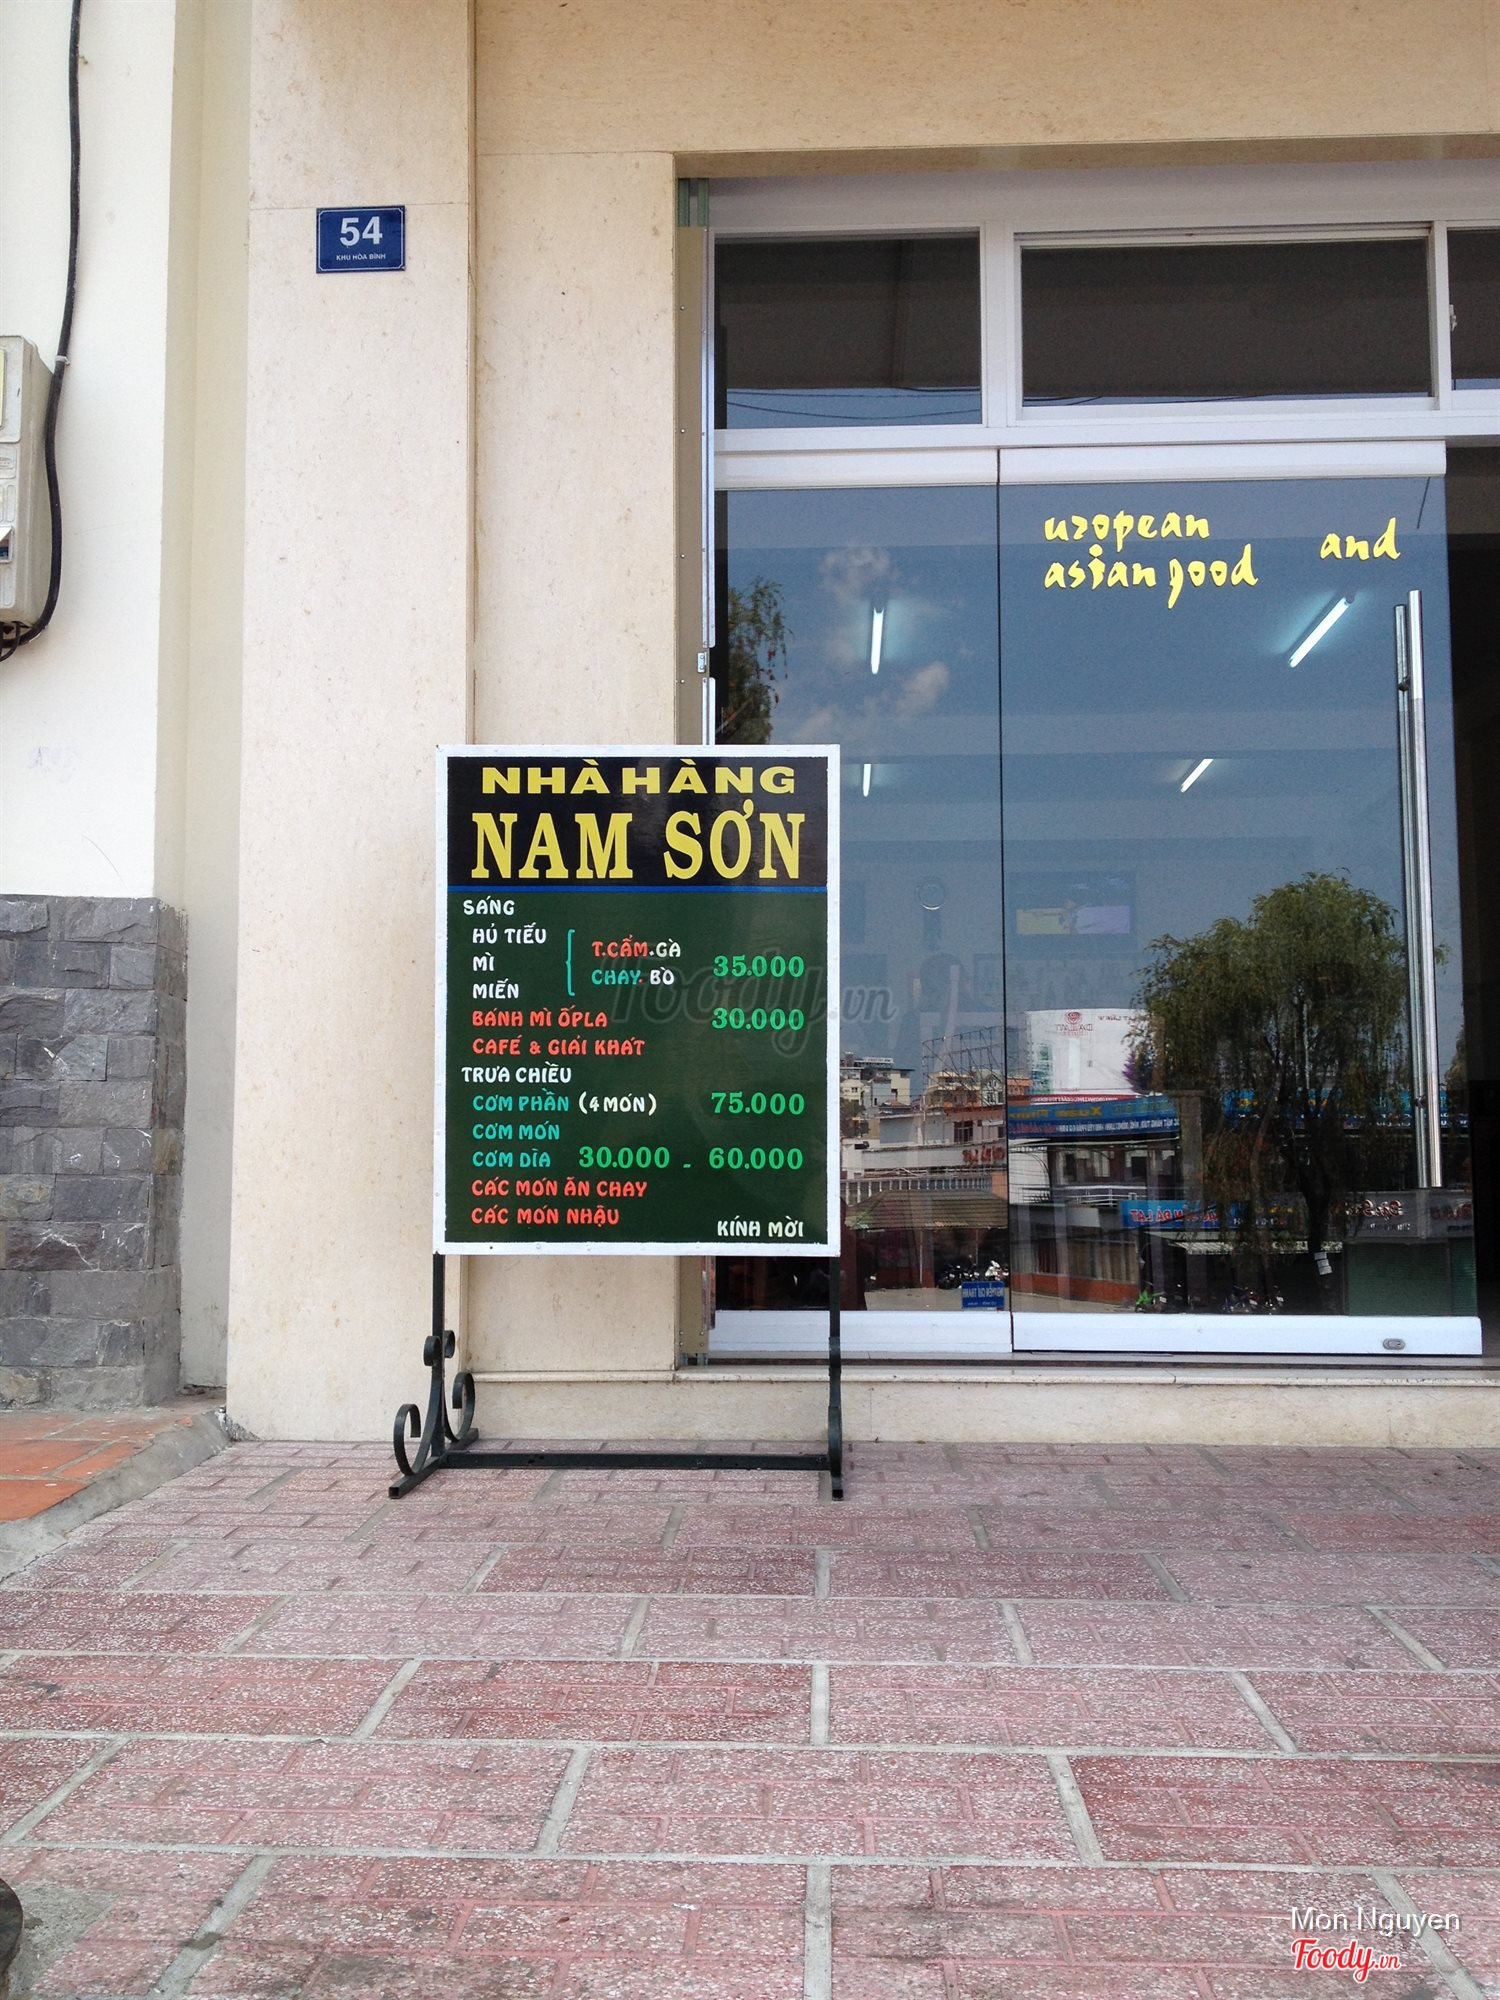 54
KHU HÒA BÌNH
uropean
and
asian food
NHÀ HÀNG
NAM SƠN
SÁNG
HỦ TIẾU
MÌ
MIẾN
T.CẨM.GÀ
CHAY. BÒ
35.000
BÁNH MÌ ỐPLA 30.000
CAFÉ & GIẢI KHÁT
TRƯA CHIỀU
CƠM PHẦN (4 MÓN) 75.000
CƠM MÓN
CƠM DĨA 30.000 - 60.000
CÁC MÓN ĂN CHAY
CÁC MÓN NHẬU
KÍNH MỜI
Foody.vn
Mon Nguyen
Foody.vn